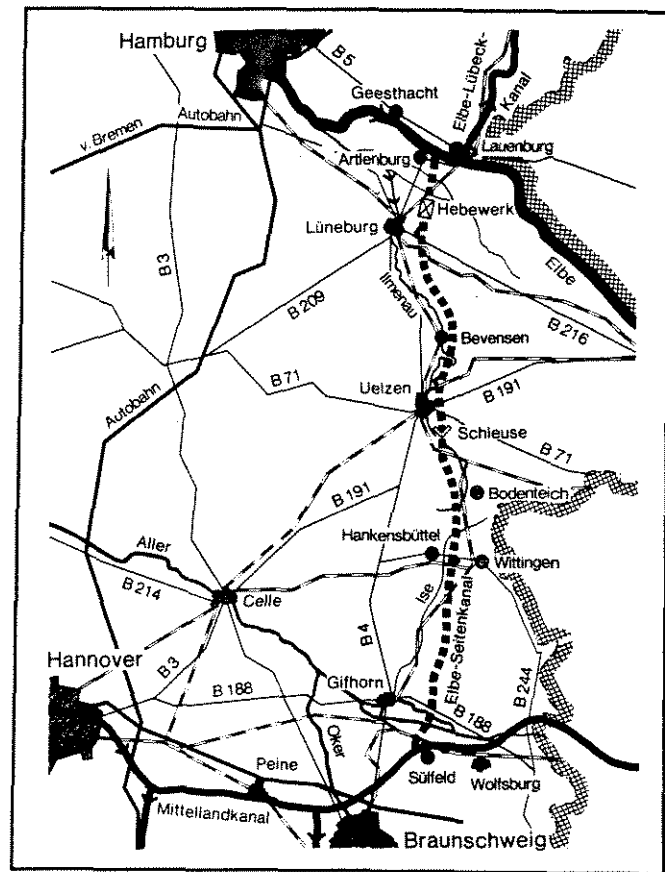 Hamburg
B 5
Elbe-Lübeck-
Kanal
Geesthacht
v. Bremen
Autobahn
Artlenburg
Lauenburg
Hebewerk
Lüneburg
B 3
Elbe
Ilmenau
B 209
B 216
Bevensen
B 71
Uelzen
B 191
Autobahn
Schleuse
B 71
B 191
Bodenteich
Hankensbüttel
Aller
Wittingen
B 214
Ise
Celle
Elbe-Seitenkanal
B 4
Hannover
B 3
B 244
Gifhorn
B 188
B 188
Oker
Peine
Sülfeld
Wolfsburg
Mittellandkanal
Braunschweig